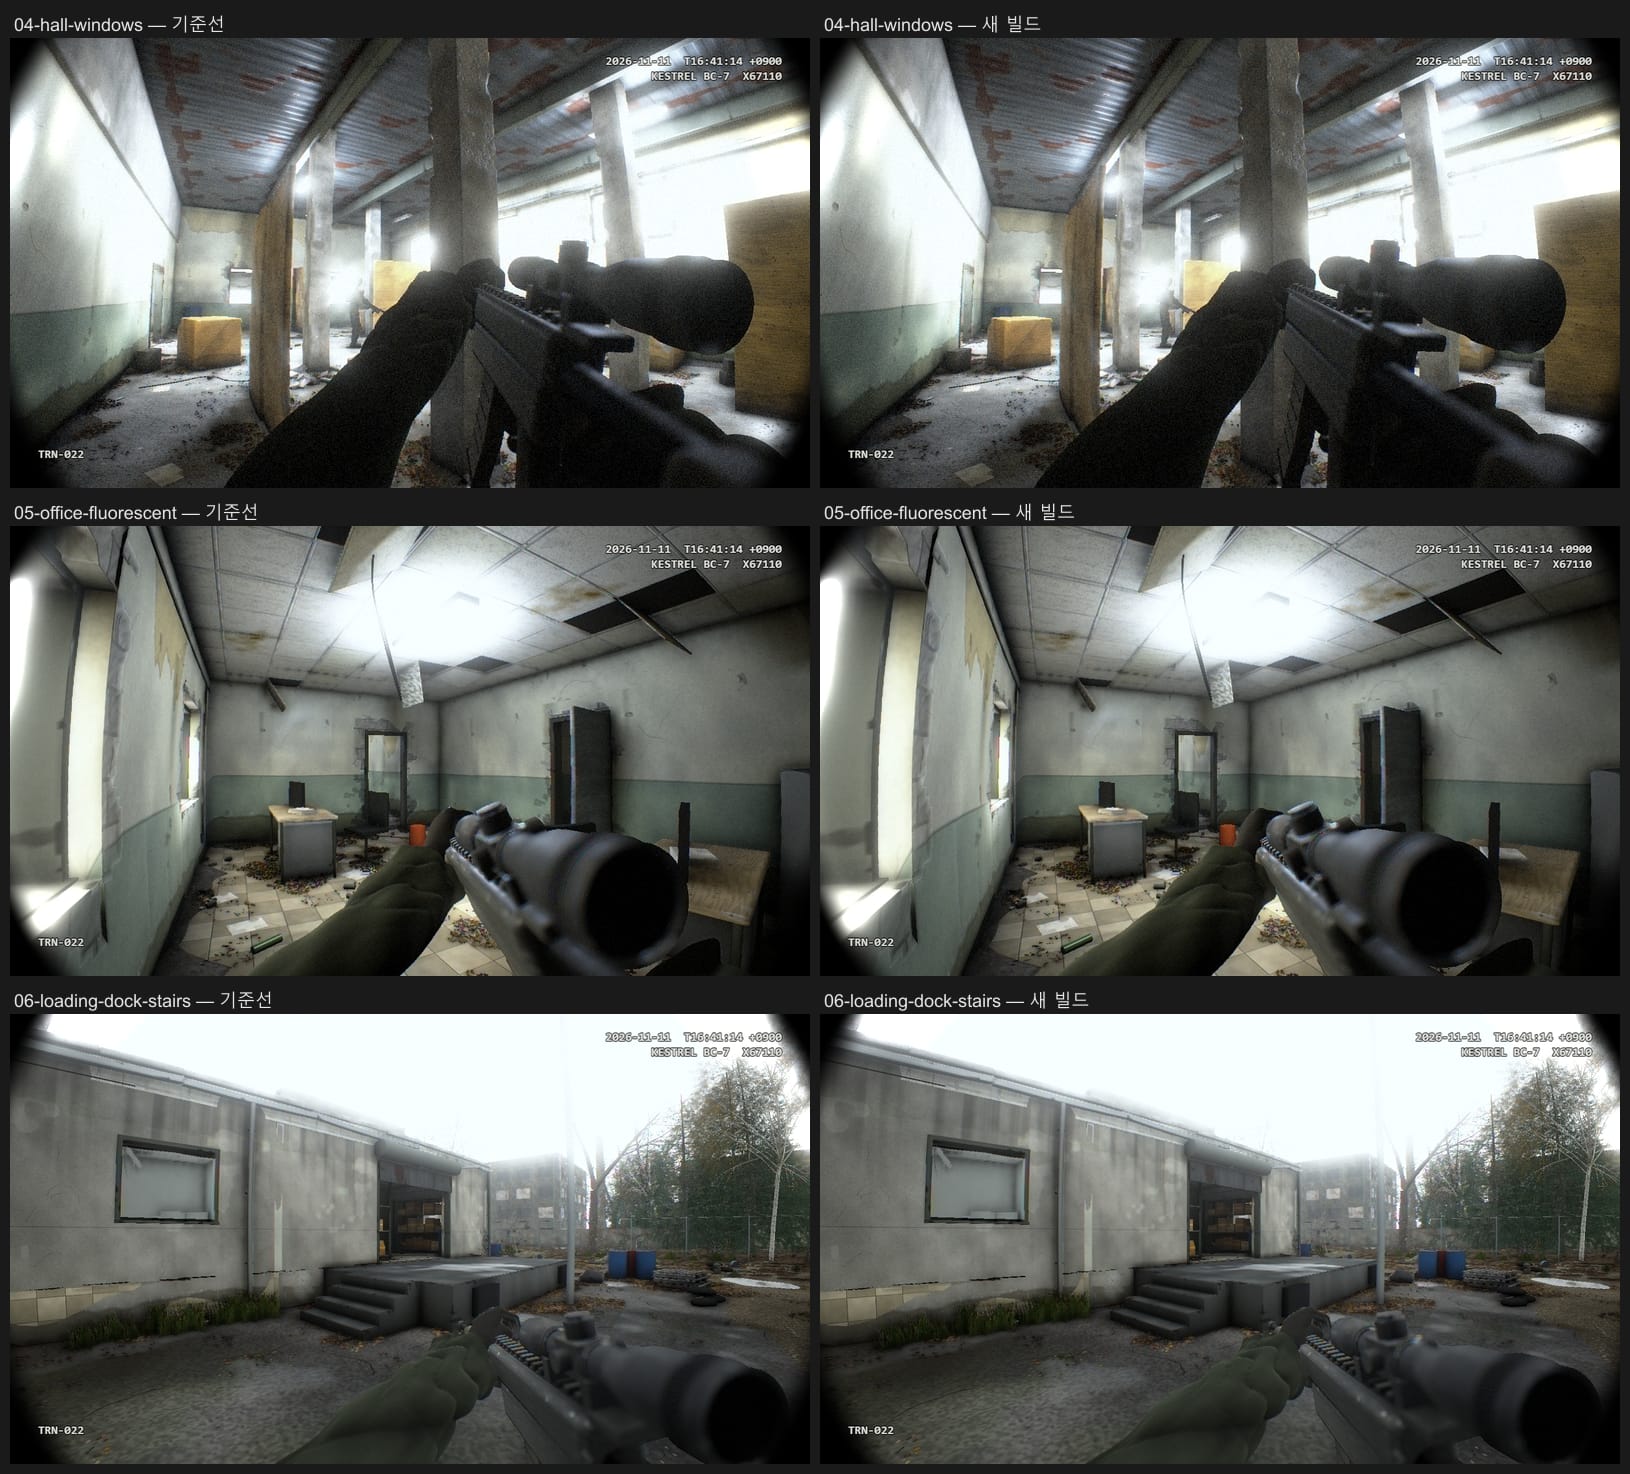 04-hall-windows — 기준선
04-hall-windows — 새 빌드
2026-11-11 T16:41:14 +0900
KESTREL BC-7 X67110
TRN-022
2026-11-11 T16:41:14 +0900
KESTREL BC-7 X67110
TRN-022
05-office-fluorescent — 기준선
05-office-fluorescent — 새 빌드
2026-11-11 T16:41:14 +0900
KESTREL BC-7 X67110
TRN-022
2026-11-11 T16:41:14 +0900
KESTREL BC-7 X67110
TRN-022
06-loading-dock-stairs — 기준선
06-loading-dock-stairs — 새 빌드
2026-11-11 T16:41:14 +0900
KESTREL BC-7 X67110
TRN-022
2026-11-11 T16:41:14 +0900
KESTREL BC-7 X67110
TRN-022